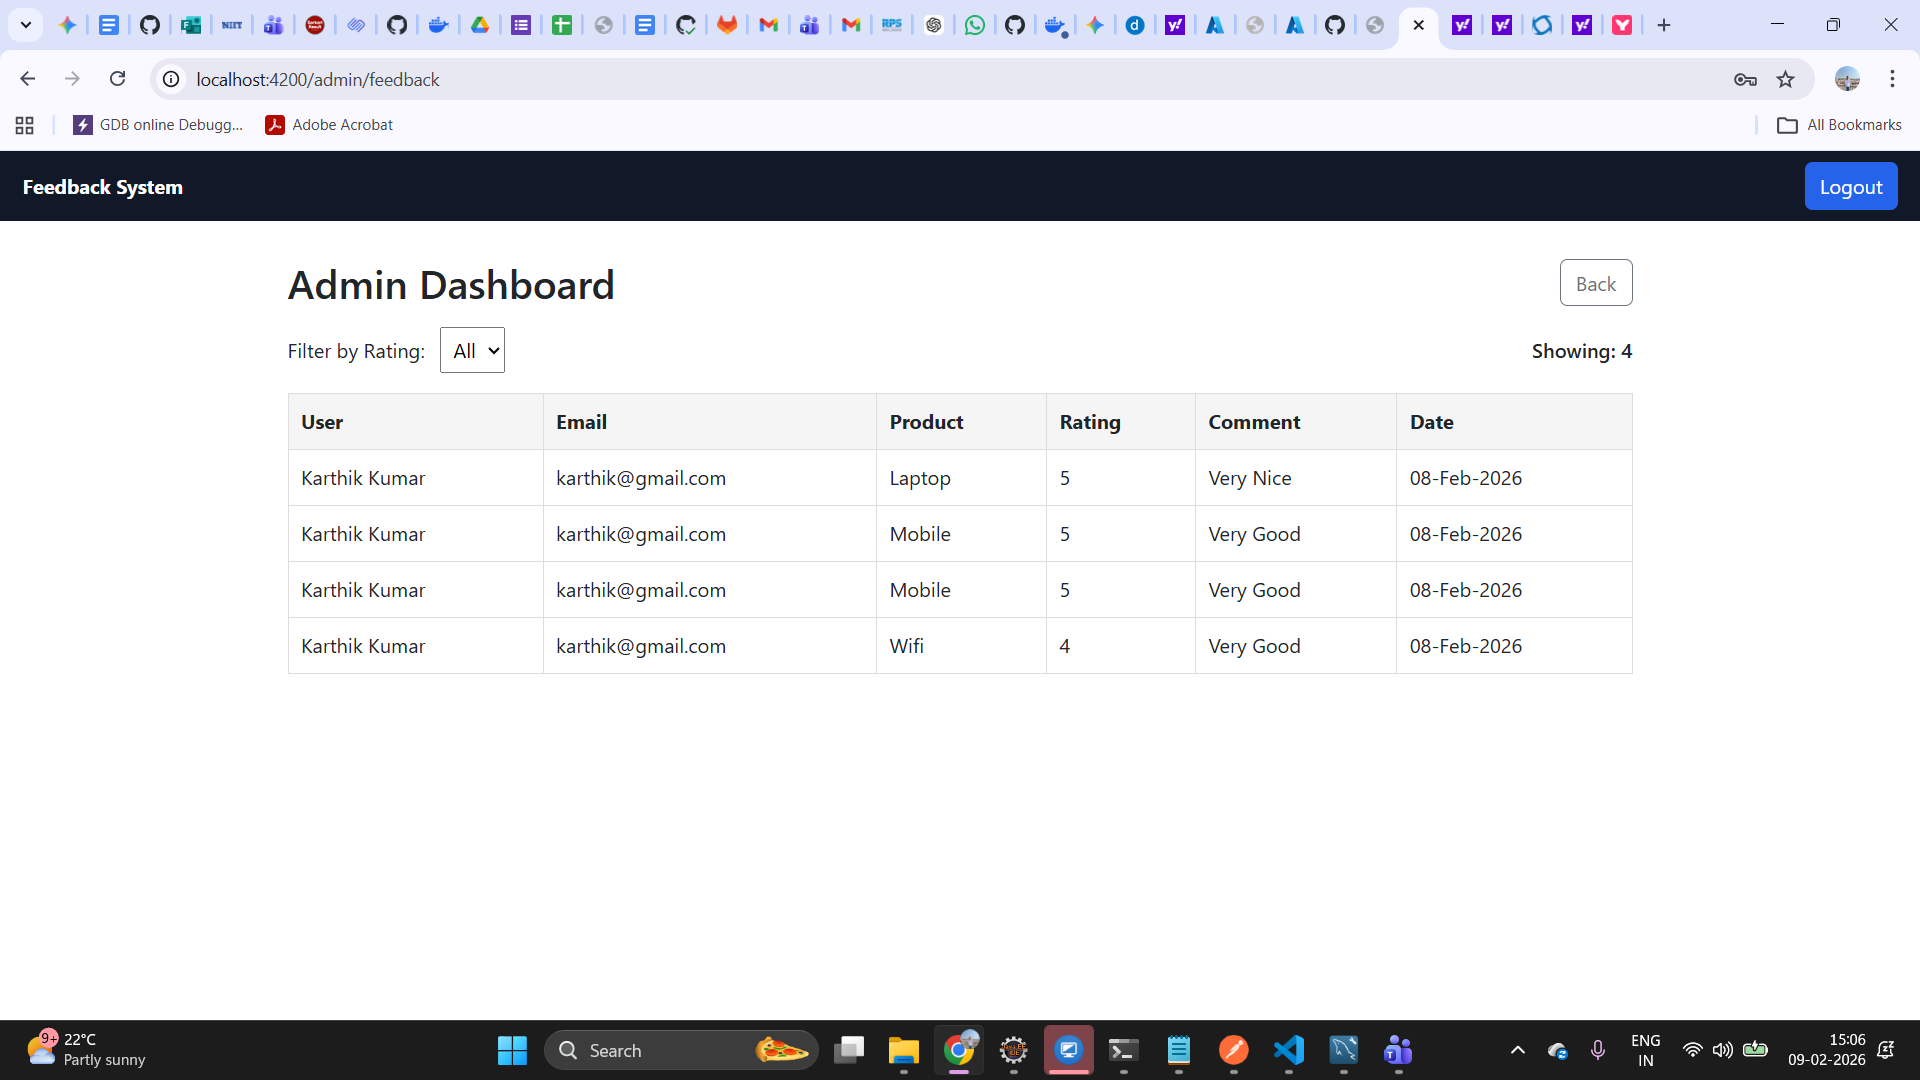 NIIT
RPS
localhost:4200/admin/feedback
GDB online Debugg...
Adobe Acrobat
All Bookmarks
Feedback System
Logout
Admin Dashboard
Back
Filter by Rating:
All
Showing: 4
User Email Product Rating Comment Date
Karthik Kumar karthik@gmail.com Laptop 5 Very Nice 08-Feb-2026
Karthik Kumar karthik@gmail.com Mobile 5 Very Good 08-Feb-2026
Karthik Kumar karthik@gmail.com Mobile 5 Very Good 08-Feb-2026
Karthik Kumar karthik@gmail.com Wifi 4 Very Good 08-Feb-2026
9+
22°C
Partly sunny
Search
ENG
IN
15:06
09-02-2026